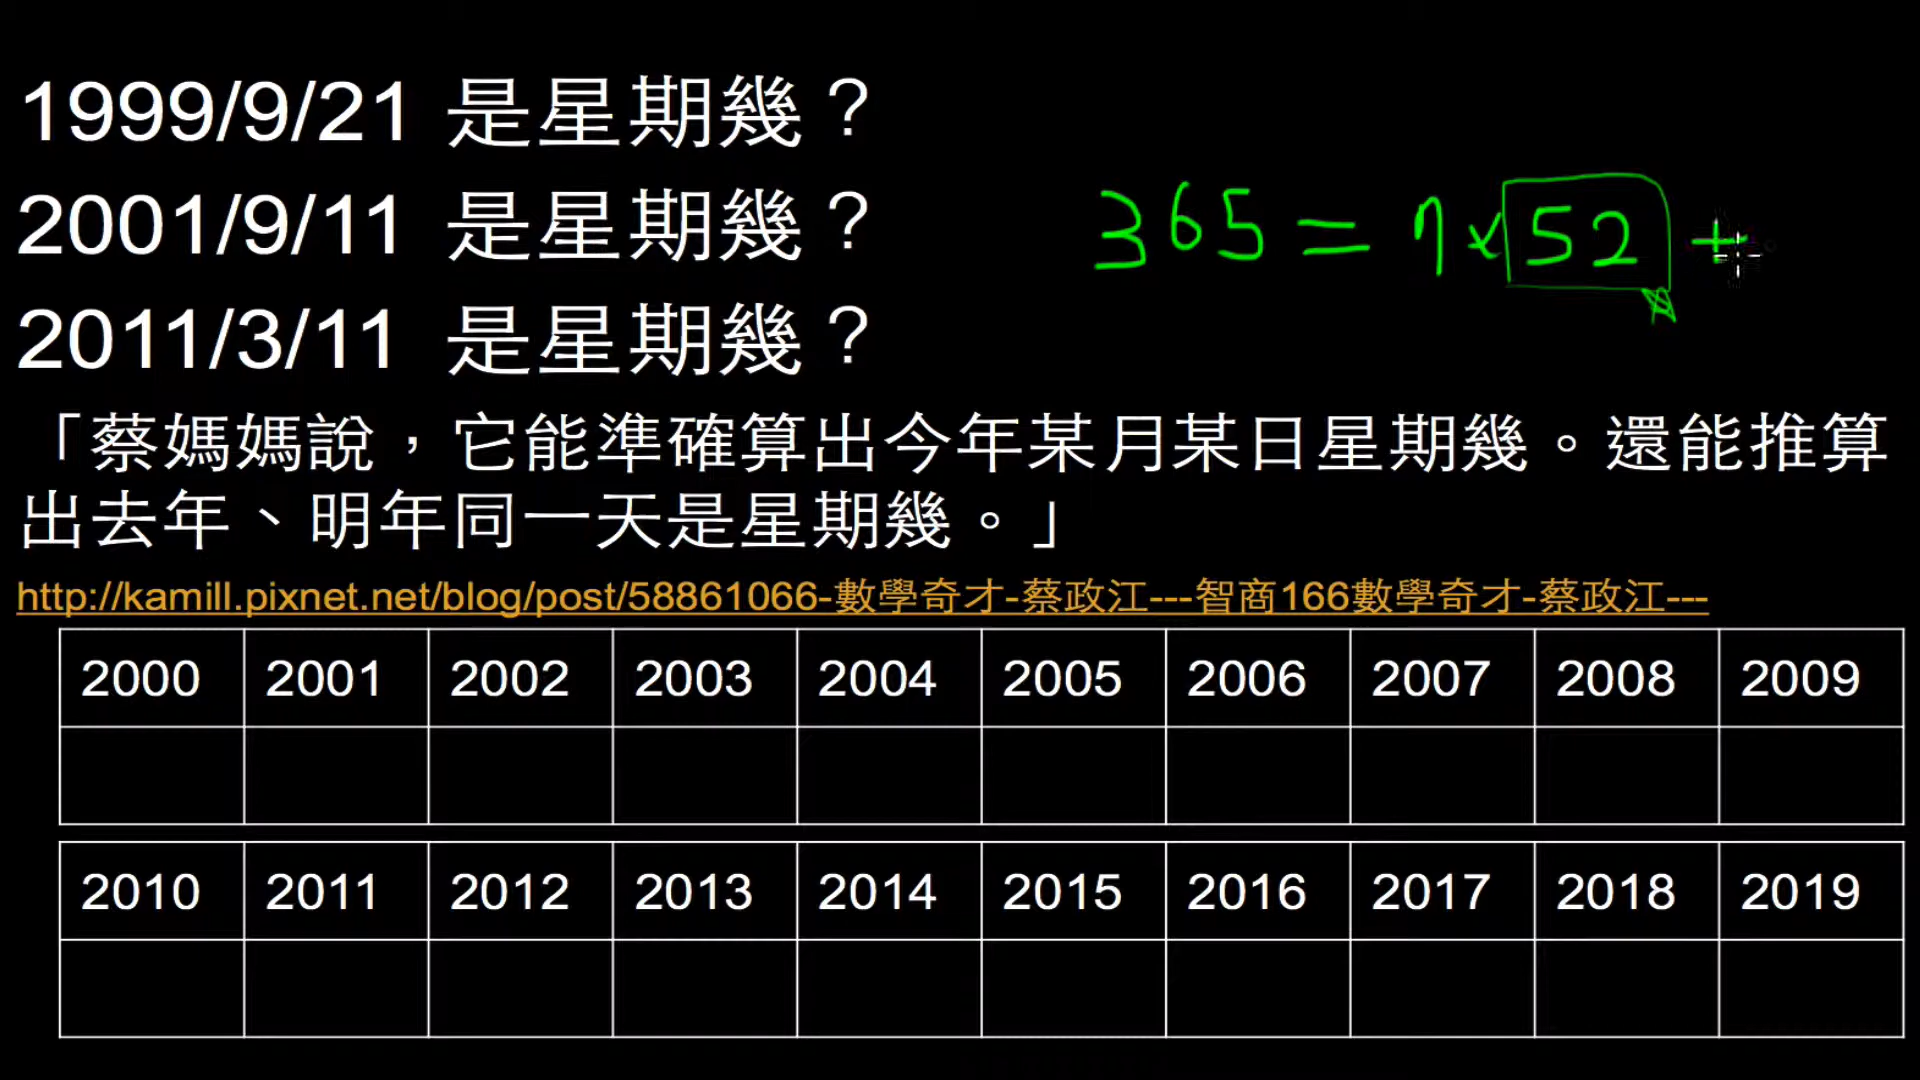 1999/9/21 是星期幾？
2001/9/11 是星期幾？
2011/3/11 是星期幾？
365 = 7×52 +
「蔡媽媽說，它能準確算出今年某月某日星期幾。還能推算
出去年、明年同一天是星期幾。」
http://kamill.pixnet.net/blog/post/58861066-數學奇才-蔡政江---智商166數學奇才-蔡政江---
2000 2001 2002 2003 2004 2005 2006 2007 2008 2009
2010 2011 2012 2013 2014 2015 2016 2017 2018 2019